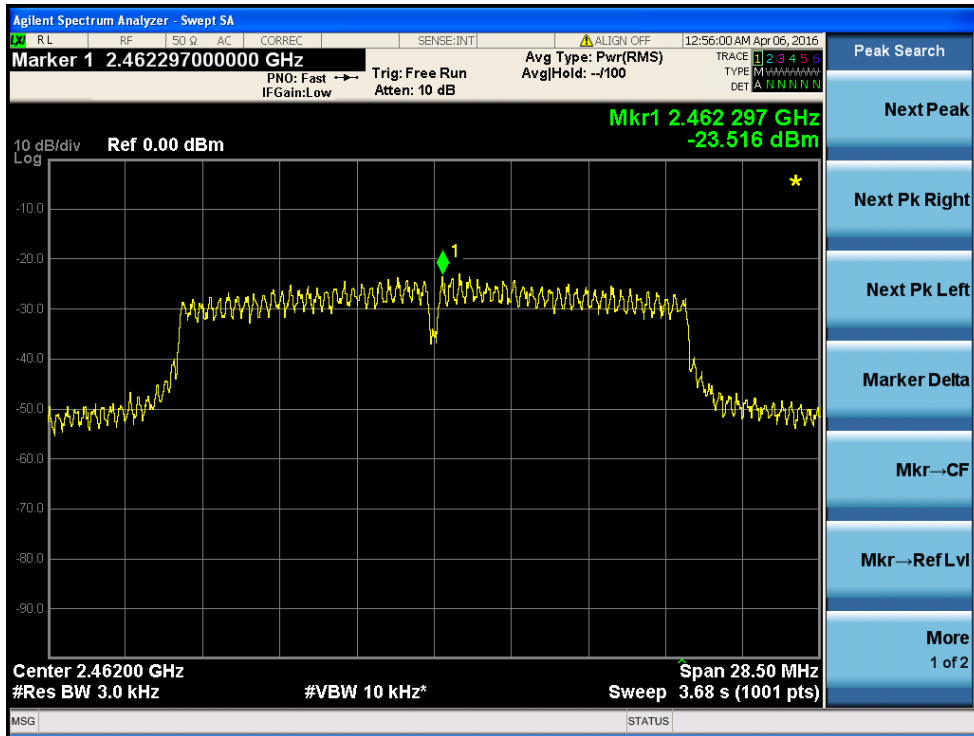 Agilent Spectrum Analyzer - Swept SA
LXI RL RF 50 Ω AC CORREC SENSE:INT ALIGN OFF 12:56:00 AM Apr 06, 2016
Marker 1 2.462297000000 GHz
PNO: Fast
IFGain:Low
Trig: Free Run
Atten: 10 dB
Avg Type: Pwr(RMS)
Avg|Hold: --/100
TRACE 1 2 3 4 5 6
TYPE M
DET A N N N N N
Mkr1 2.462 297 GHz
-23.516 dBm
10 dB/div Ref 0.00 dBm
Log
*
1
-10.0
-20.0
-30.0
-40.0
-50.0
-60.0
-70.0
-80.0
-90.0
Center 2.46200 GHz Span 28.50 MHz
#Res BW 3.0 kHz #VBW 10 kHz* Sweep 3.68 s (1001 pts)
MSG STATUS
Peak Search
Next Peak
Next Pk Right
Next Pk Left
Marker Delta
Mkr→CF
Mkr→Ref Lvl
More
1 of 2